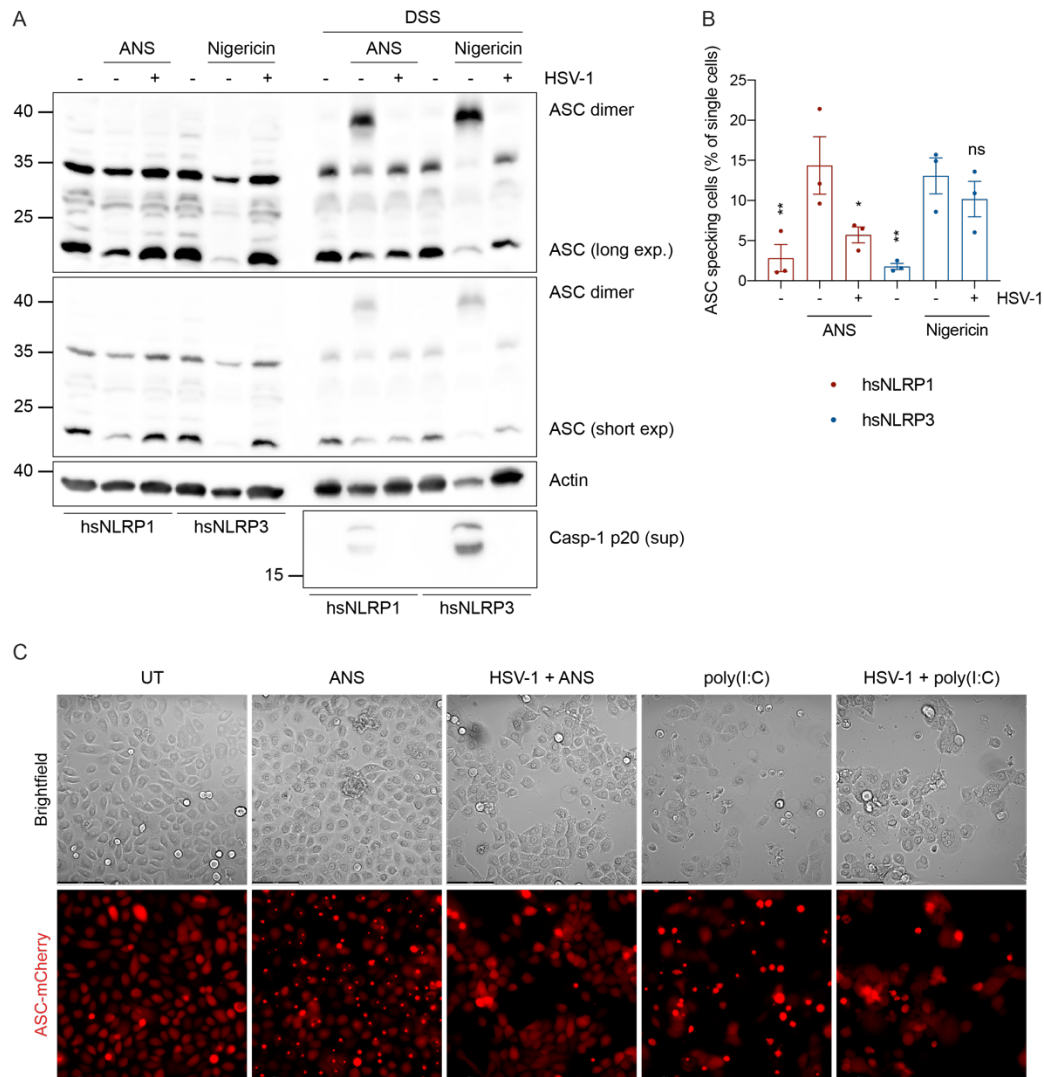 A
DSS
ANS Nigericin ANS Nigericin
- - + - - + - - + - - + HSV-1
40
35
25
ASC dimer
ASC (long exp.)
40
35
25
ASC dimer
ASC (short exp)
40
Actin
hsNLRP1 hsNLRP3
15
Casp-1 p20 (sup)
hsNLRP1 hsNLRP3
B
ASC specking cells (% of single cells)
25
20
15
10
5
0
** * ** ns
- - + - - + HSV-1
ANS Nigericin
hsNLRP1
hsNLRP3
C
UT ANS HSV-1 + ANS poly(I:C) HSV-1 + poly(I:C)
Brightfield
ASC-mCherry